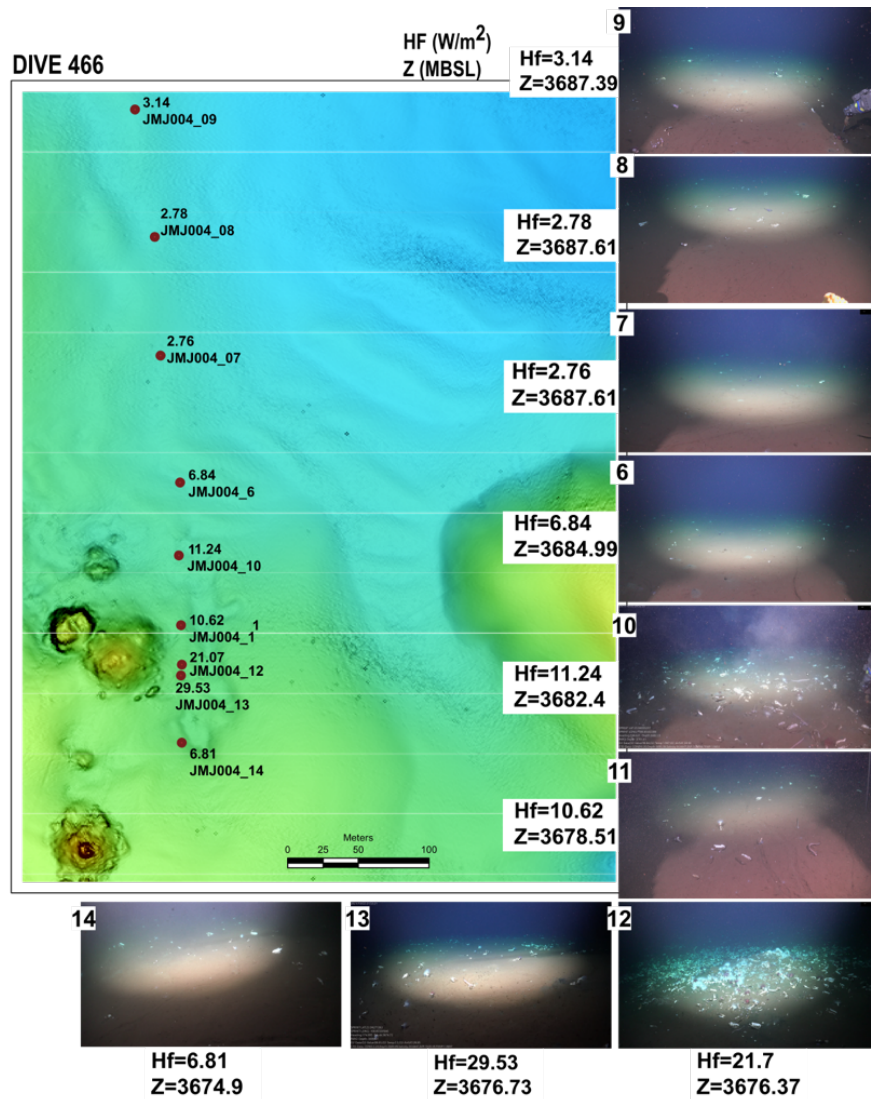 DIVE 466
HF (W/m2)
Z (MBSL)
3.14
JMJ004_09
2.78
JMJ004_08
2.76
JMJ004_07
6.84
JMJ004_6
11.24
JMJ004_10
10.62 1
JMJ004_1
21.07
JMJ004_12
29.53
JMJ004_13
6.81
JMJ004_14
Meters
0 25 50 100
9
Hf=3.14
Z=3687.39
8
Hf=2.78
Z=3687.61
7
Hf=2.76
Z=3687.61
6
Hf=6.84
Z=3684.99
10
Hf=11.24
Z=3682.4
11
Hf=10.62
Z=3678.51
14
Hf=6.81
Z=3674.9
13
Hf=29.53
Z=3676.73
12
Hf=21.7
Z=3676.37